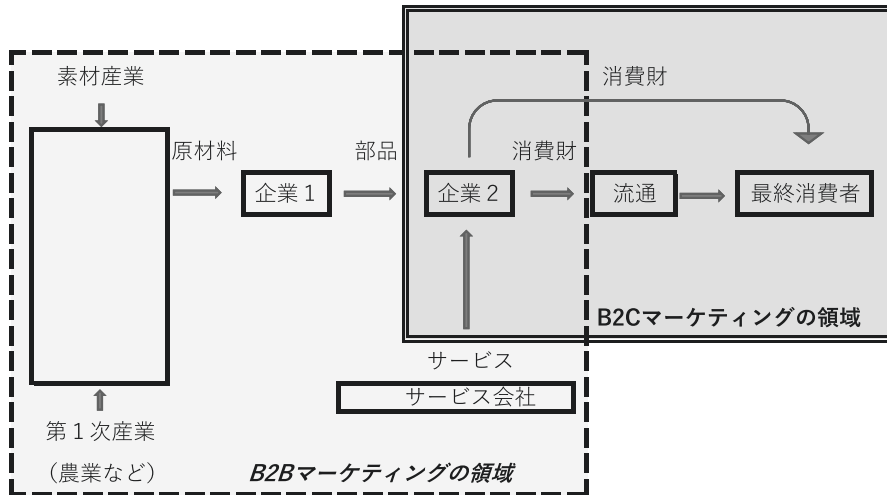 素材産業
消費財
原材料
部品
消費財
企業1
企業2
流通
最終消費者
B2Cマーケティングの領域
サービス
サービス会社
第1次産業
（農業など）
B2Bマーケティングの領域